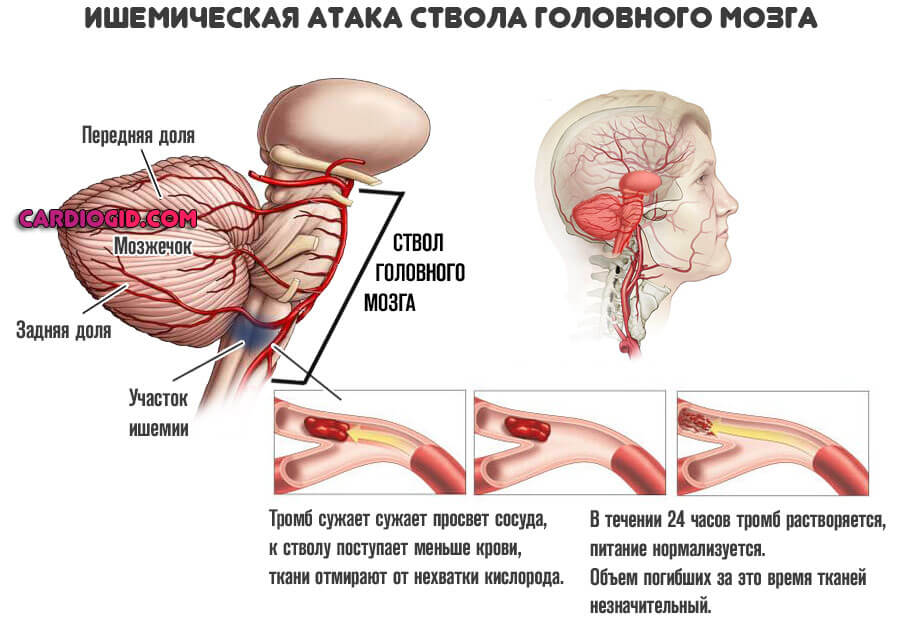 ИШЕМИЧЕСКАЯ АТАКА СТВОЛА ГОЛОВНОГО МОЗГА
Передняя доля
CARDIOGID.COM
Мозжечок
Задняя доля
СТВОЛ
ГОЛОВНОГО
МОЗГА
Участок
ишемии
Тромб сужает сужает просвет сосуда,
к стволу поступает меньше крови,
ткани отмирают от нехватки кислорода.
В течении 24 часов тромб растворяется,
питание нормализуется.
Объем погибших за это время тканей
незначительный.